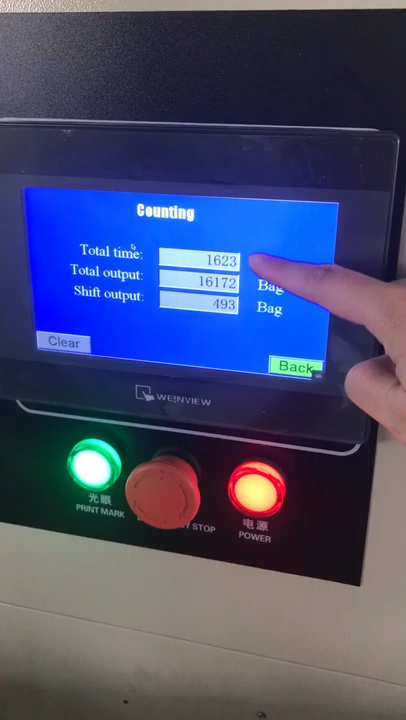 Counting
Total time: 1623
Total output: 16172 Bag
Shift output: 493 Bag
Clear
Back
WEINVIEW
光眼
PRINT MARK
STOP
电源
POWER